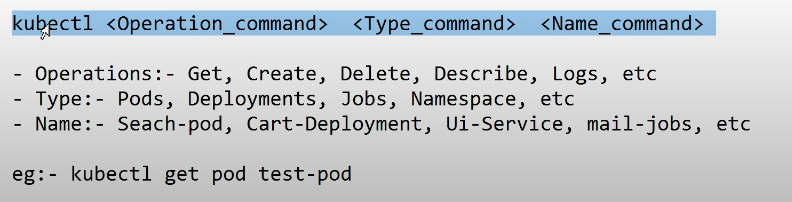 kubectl <Operation_command>  <Type_command>  <Name_command>
- Operations:- Get, Create, Delete, Describe, Logs, etc
- Type:- Pods, Deployments, Jobs, Namespace, etc
- Name:- Seach-pod, Cart-Deployment, Ui-Service, mail-jobs, etc
eg:- kubectl get pod test-pod